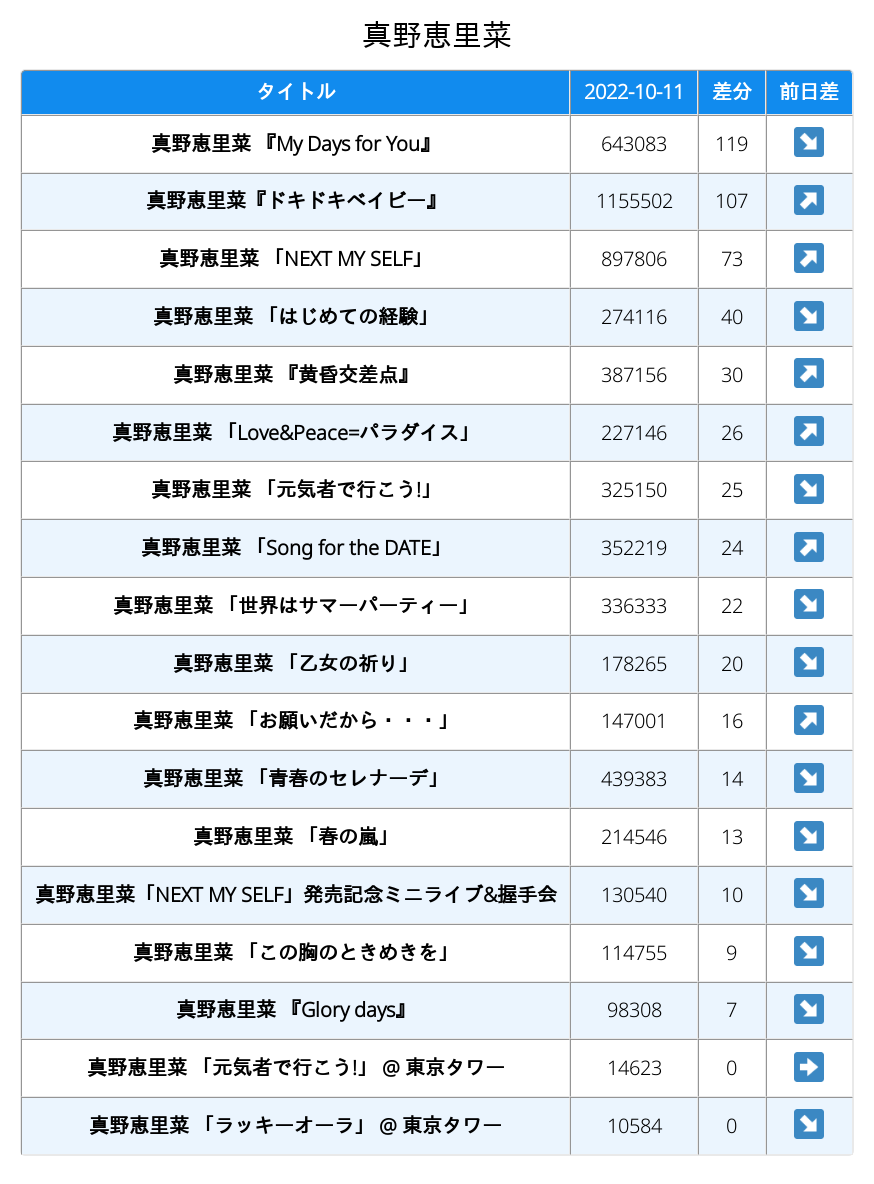 真野恵里菜
タイトル 2022-10-11 差分 前日差
真野恵里菜 『My Days for You』 643083 119 ↘
真野恵里菜『ドキドキベイビー』 1155502 107 ↗
真野恵里菜 「NEXT MY SELF」 897806 73 ↗
真野恵里菜 「はじめての経験」 274116 40 ↘
真野恵里菜 『黄昏交差点』 387156 30 ↗
真野恵里菜 「Love&Peace=パラダイス」 227146 26 ↗
真野恵里菜 「元気者で行こう!」 325150 25 ↘
真野恵里菜 「Song for the DATE」 352219 24 ↗
真野恵里菜 「世界はサマーパーティー」 336333 22 ↘
真野恵里菜 「乙女の祈り」 178265 20 ↘
真野恵里菜 「お願いだから・・・」 147001 16 ↗
真野恵里菜 「青春のセレナーデ」 439383 14 ↘
真野恵里菜 「春の嵐」 214546 13 ↘
真野恵里菜「NEXT MY SELF」発売記念ミニライブ&握手会 130540 10 ↘
真野恵里菜 「この胸のときめきを」 114755 9 ↘
真野恵里菜 『Glory days』 98308 7 ↘
真野恵里菜 「元気者で行こう!」 @ 東京タワー 14623 0 ➡
真野恵里菜 「ラッキーオーラ」 @ 東京タワー 10584 0 ↘